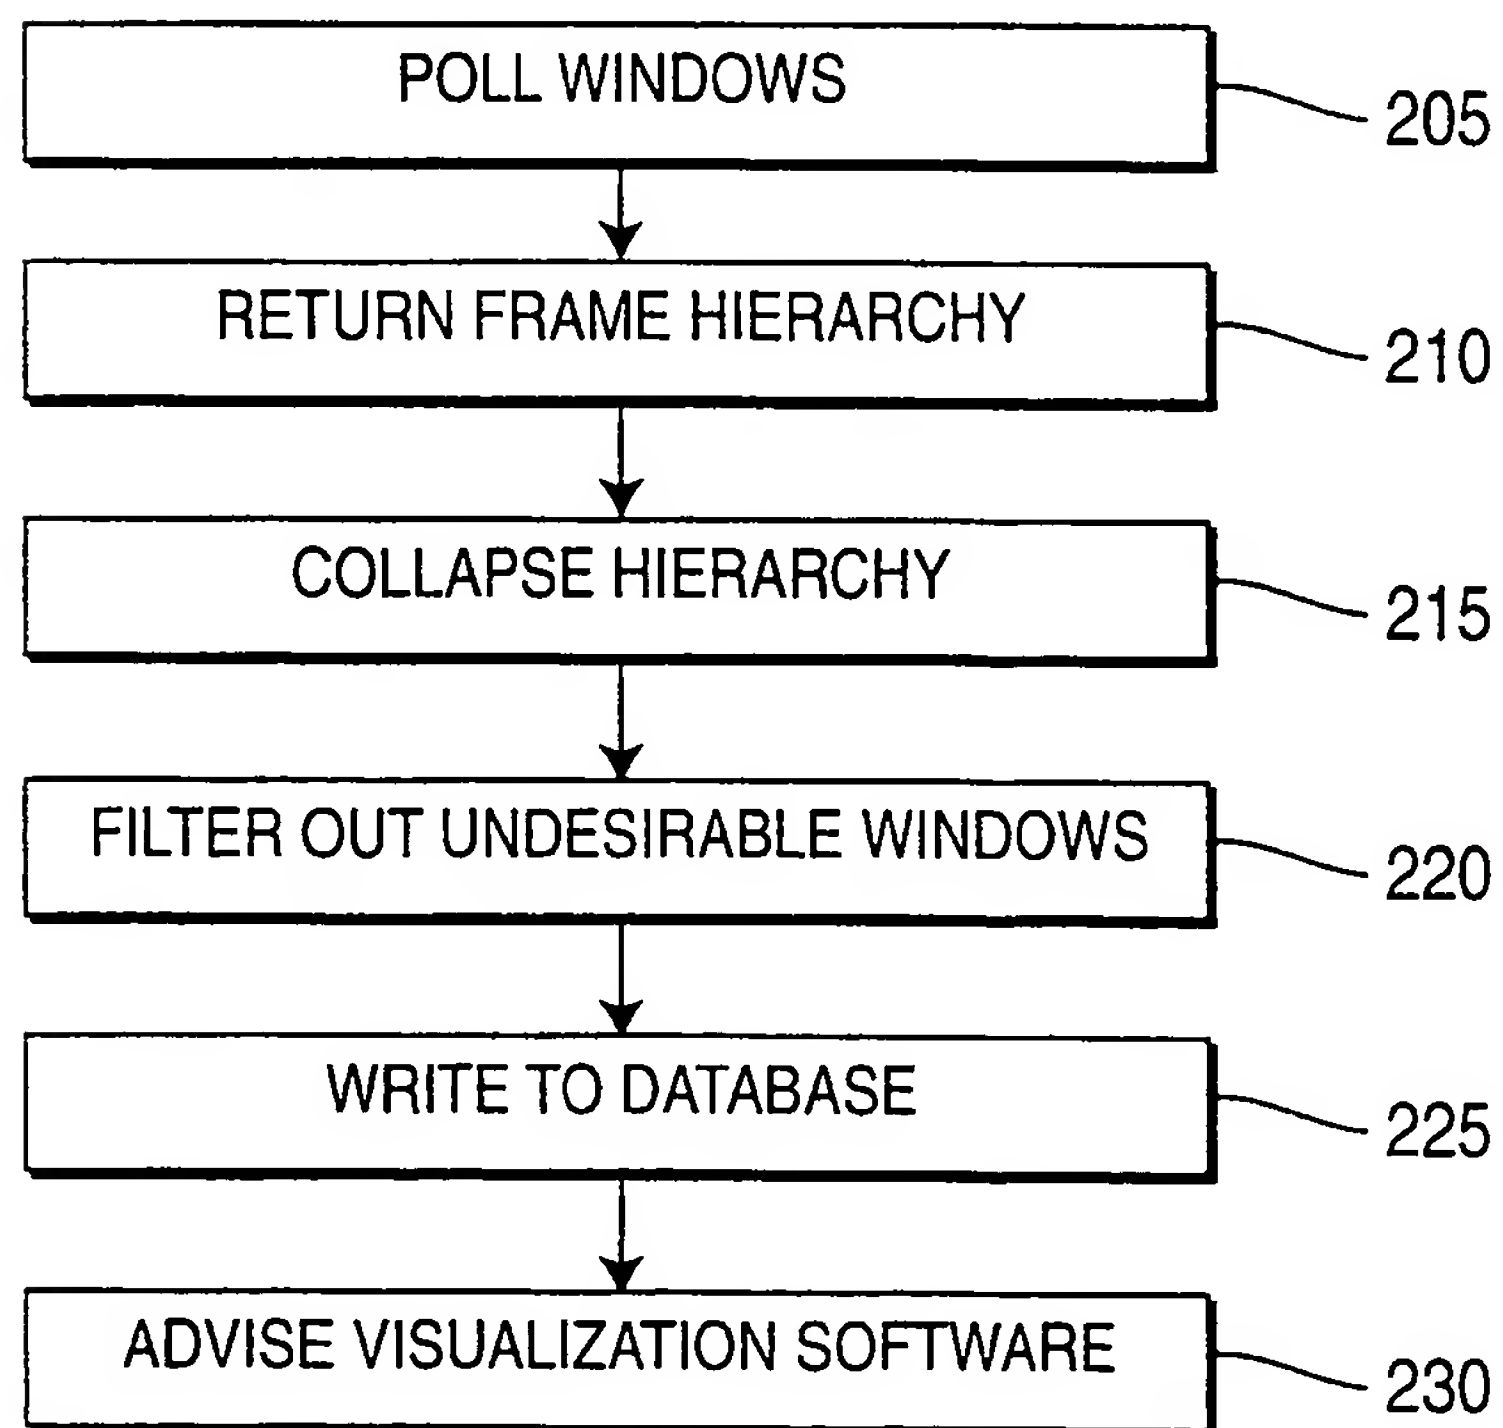 POLL WINDOWS
205
RETURN FRAME HIERARCHY
210
COLLAPSE HIERARCHY
215
FILTER OUT UNDESIRABLE WINDOWS
220
WRITE TO DATABASE
225
ADVISE VISUALIZATION SOFTWARE
230